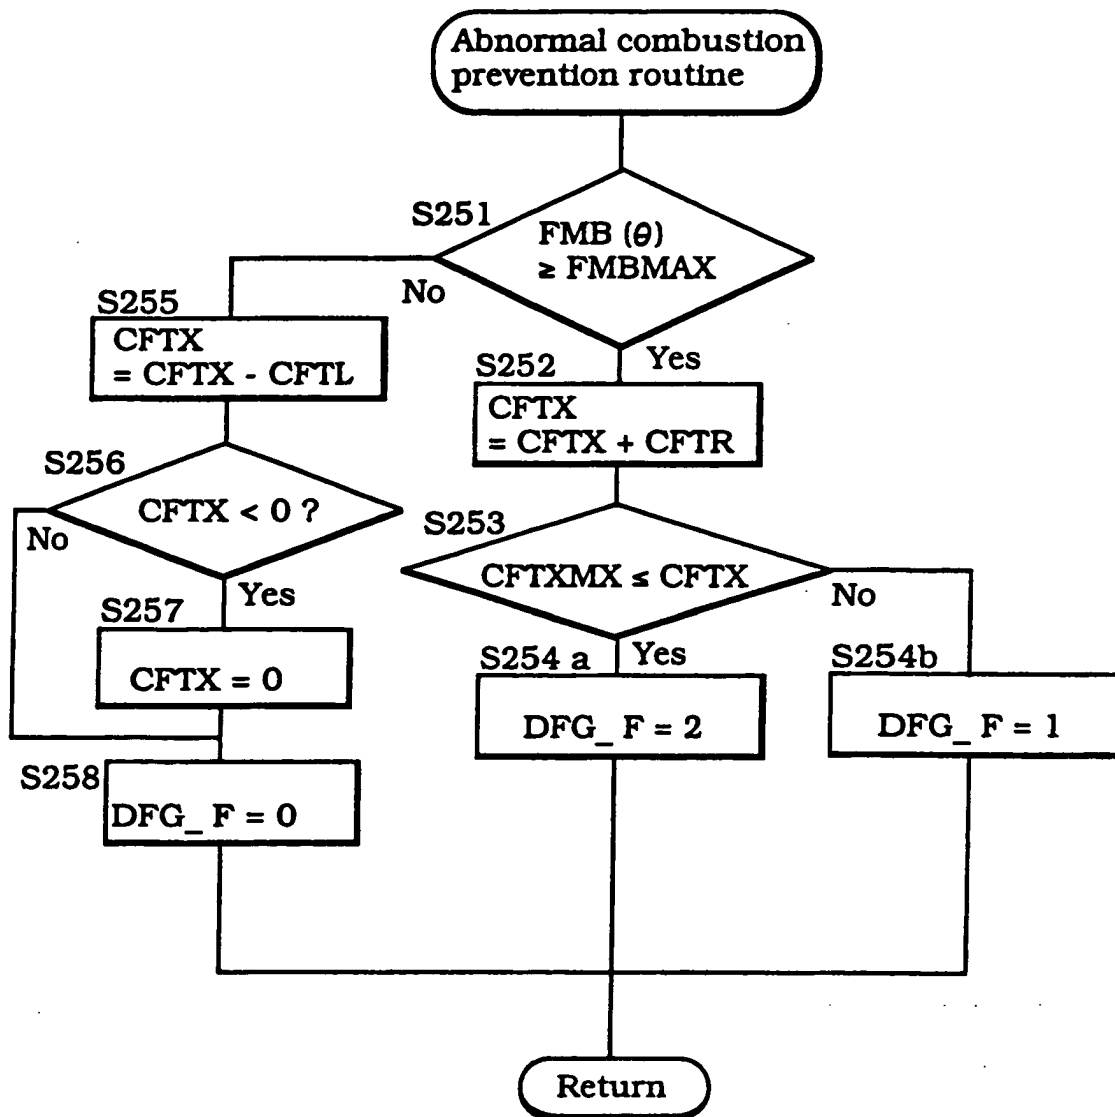 Abnormal combustion
prevention routine
S251
FMB (θ)
≥ FMBMAX
No
Yes
S255
CFTX
= CFTX - CFTL
S252
CFTX
= CFTX + CFTR
S256
CFTX < 0 ?
No
Yes
S253
CFTXMX ≤ CFTX
No
Yes
S257
CFTX = 0
S254 a
DFG_ F = 2
S254b
DFG_ F = 1
S258
DFG_ F = 0
Return